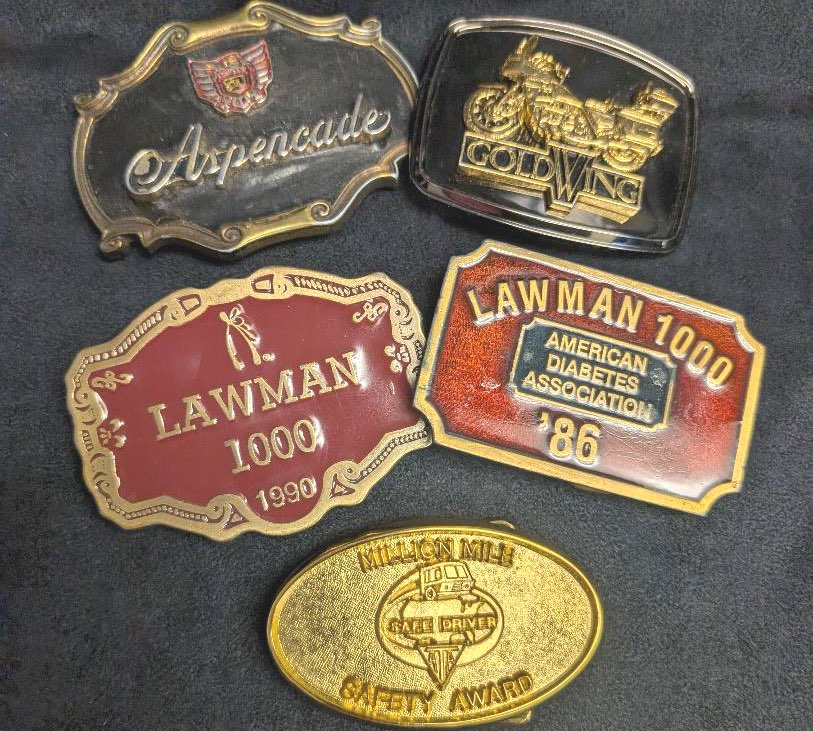 Aspencade
GOLDWING
LAWMAN
1000
1990
LAWMAN 1000
AMERICAN
DIABETES
ASSOCIATION
'86
MILLION MILE
SAFE DRIVER
SAFETY AWARD